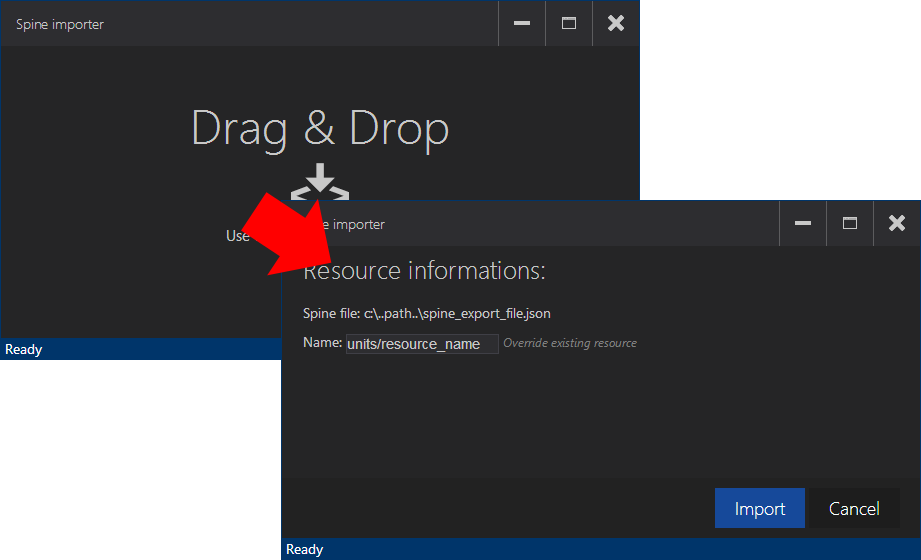 Spine importer
Drag & Drop
Use
Ready
importer
Resource informations:
Spine file: c:\..path..\spine_export_file.json
Name: units/resource_name Override existing resource
Import Cancel
Ready